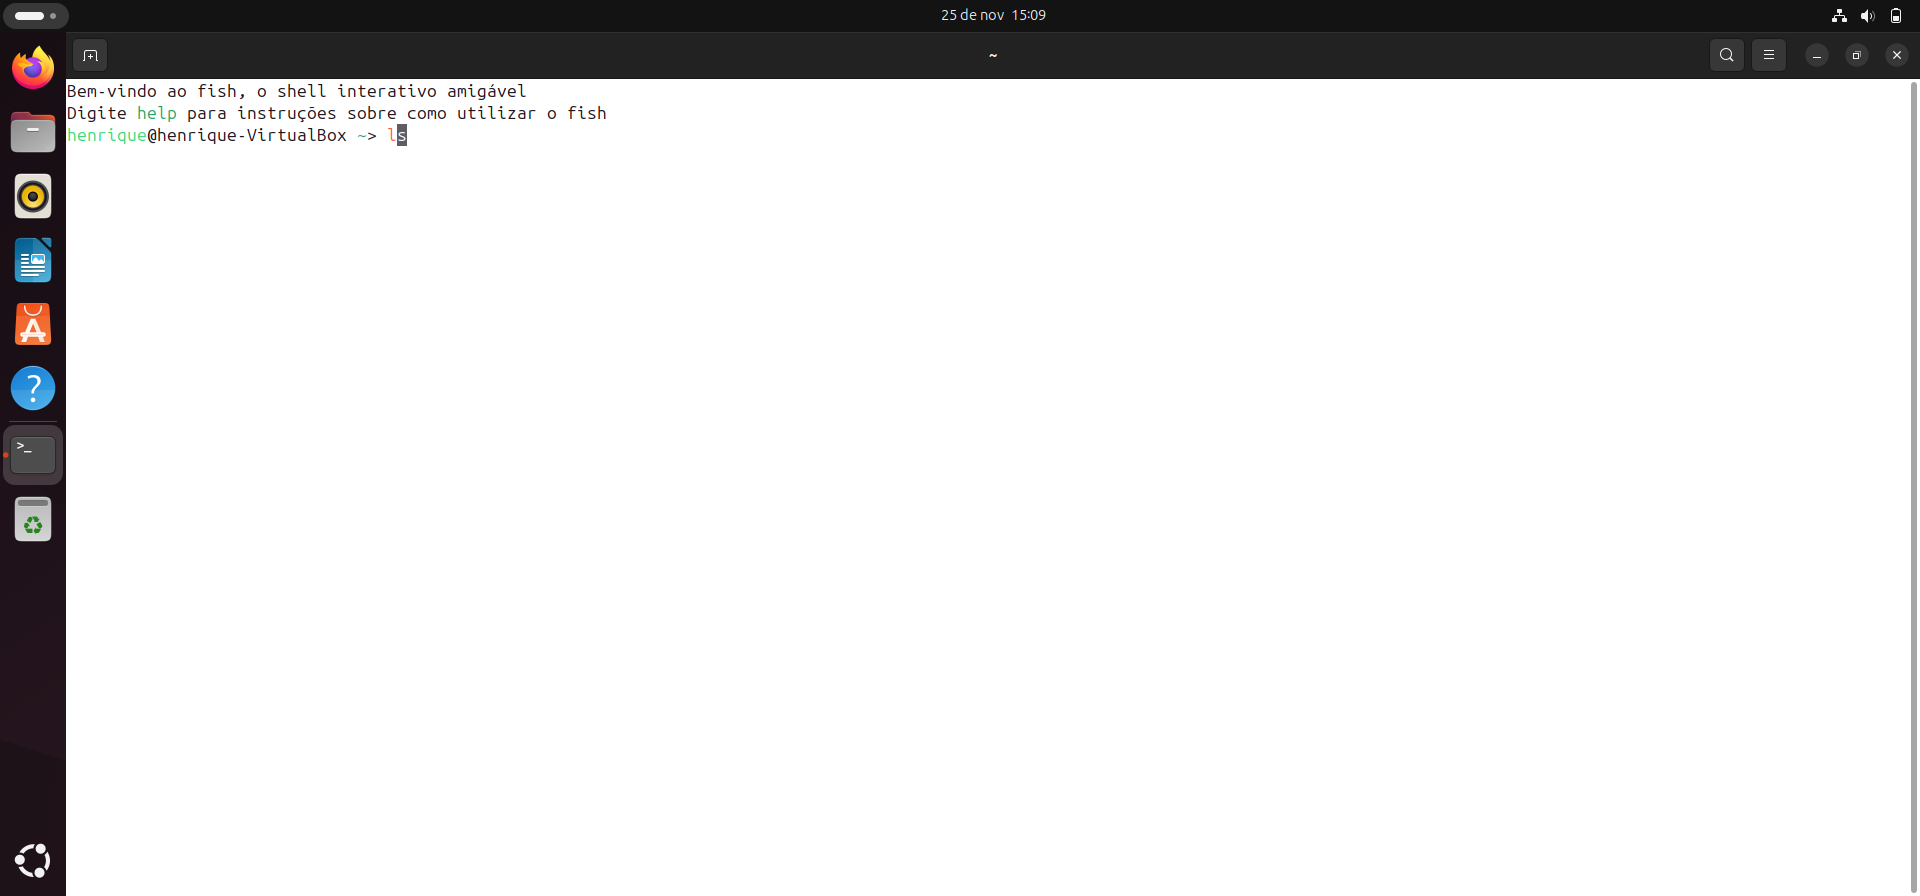 25 de nov 15:09
~
Bem-vindo ao fish, o shell interativo amigável
Digite help para instruções sobre como utilizar o fish
henrique@henrique-VirtualBox ~> ls